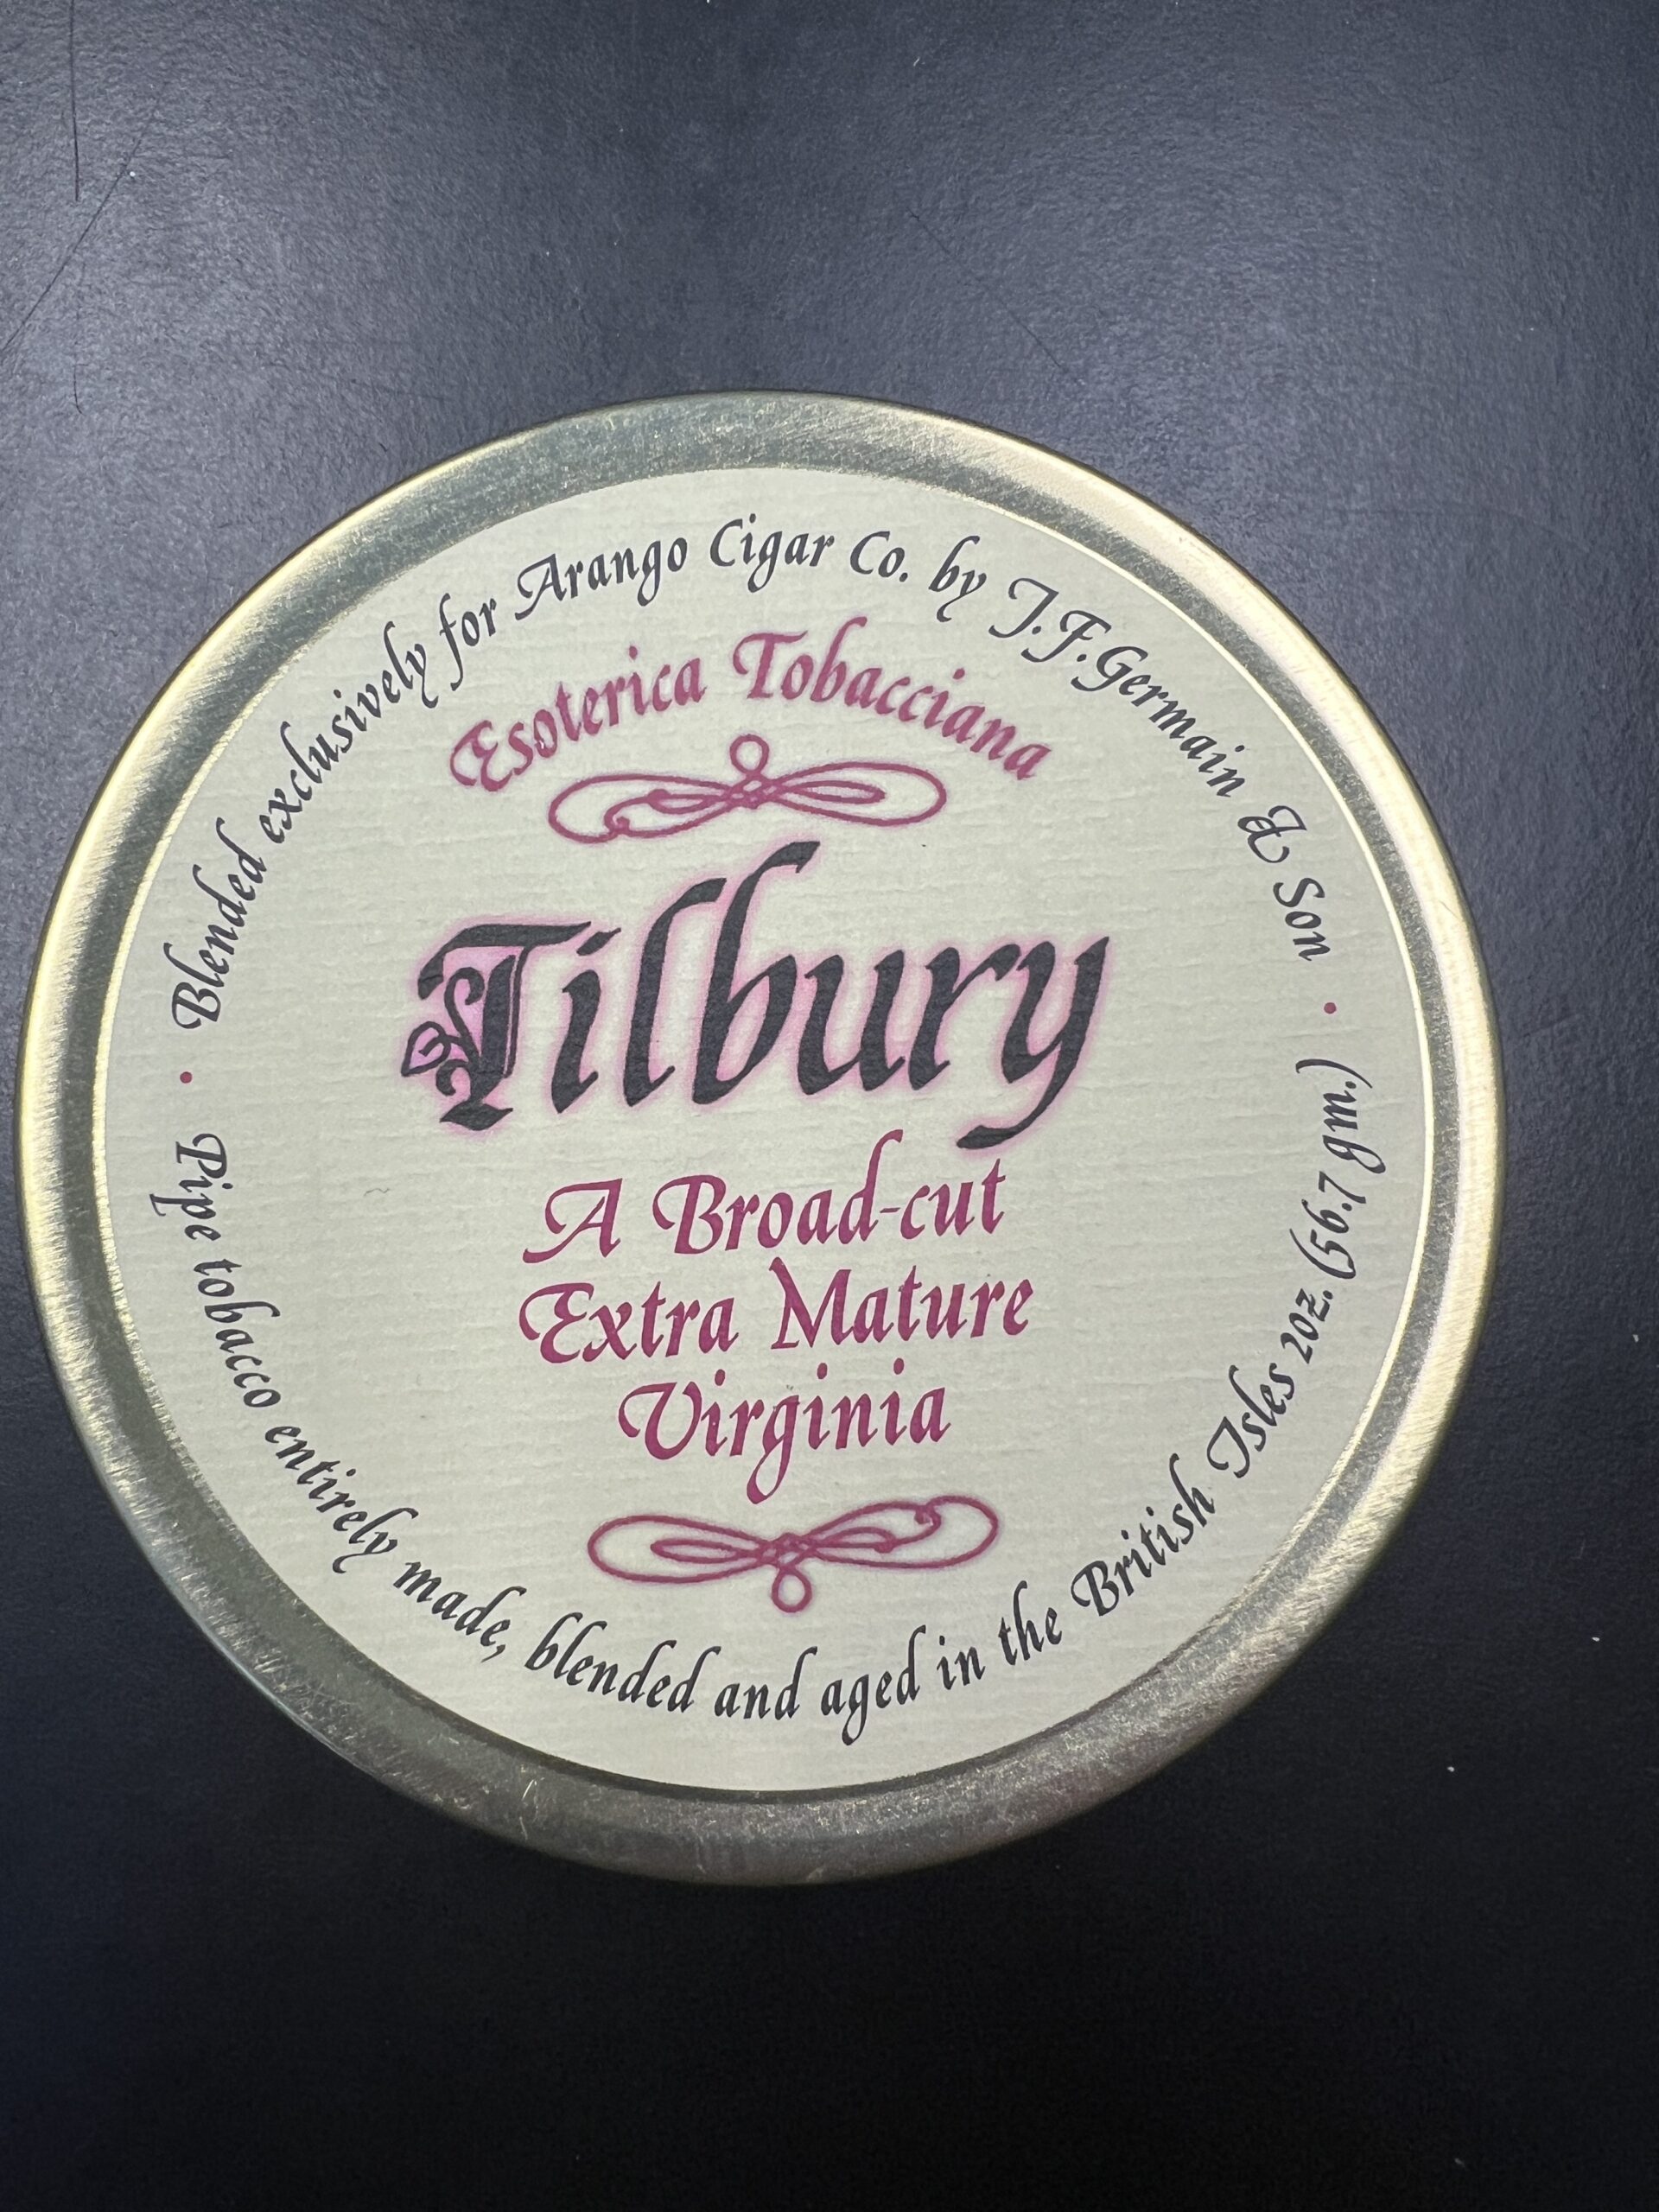 Blended exclusively for Arango Cigar Co. by J.F.Germain & Son
Esoterica Tobacciana
Tilbury
A Broad-cut
Extra Mature
Virginia
Pipe tobacco entirely made, blended and aged in the British Isles 2oz. (56.7 gm.)